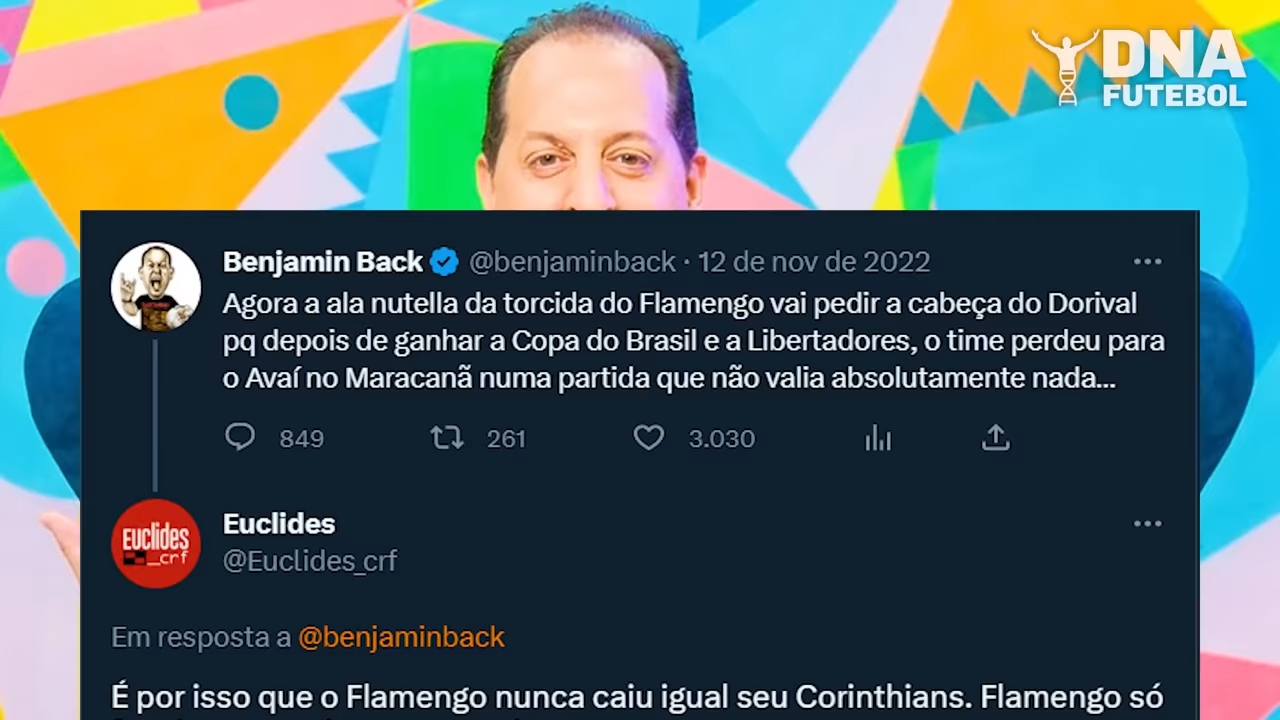 DNA
FUTEBOL
Benjamin Back @benjaminback · 12 de nov de 2022
Agora a ala nutella da torcida do Flamengo vai pedir a cabeça do Dorival
pq depois de ganhar a Copa do Brasil e a Libertadores, o time perdeu para
o Avaí no Maracanã numa partida que não valia absolutamente nada...
849 261 3.030
EUCLIDES
_crf
Euclides
@Euclides_crf
Em resposta a @benjaminback
É por isso que o Flamengo nunca caiu igual seu Corinthians. Flamengo só